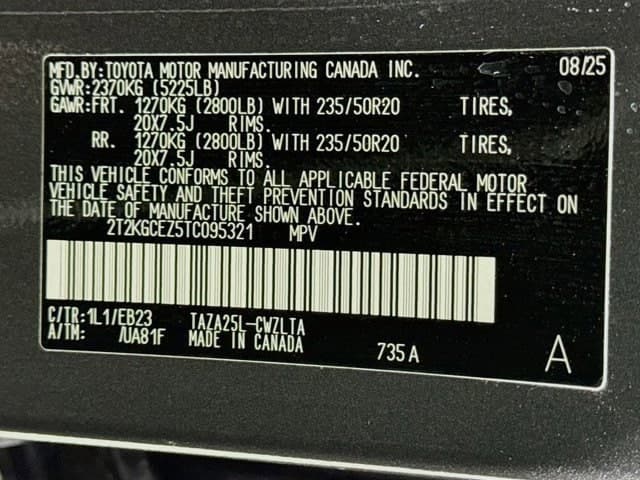 MFD.BY:TOYOTA MOTOR MANUFACTURING CANADA INC. 08/25
GVWR:2370KG (5225LB)
GAWR:FRT. 1270KG (2800LB) WITH 235/50R20 TIRES,
20X7.5J RIMS.
RR. 1270KG (2800LB) WITH 235/50R20 TIRES,
20X7.5J RIMS.
THIS VEHICLE CONFORMS TO ALL APPLICABLE FEDERAL MOTOR
VEHICLE SAFETY AND THEFT PREVENTION STANDARDS IN EFFECT ON
THE DATE OF MANUFACTURE SHOWN ABOVE.
2T2KGCEZ5TC095321 MPV
C/TR:1L1/EB23 TAZA25L-CWZLTA
A/TM: /UA81F MADE IN CANADA 735A A